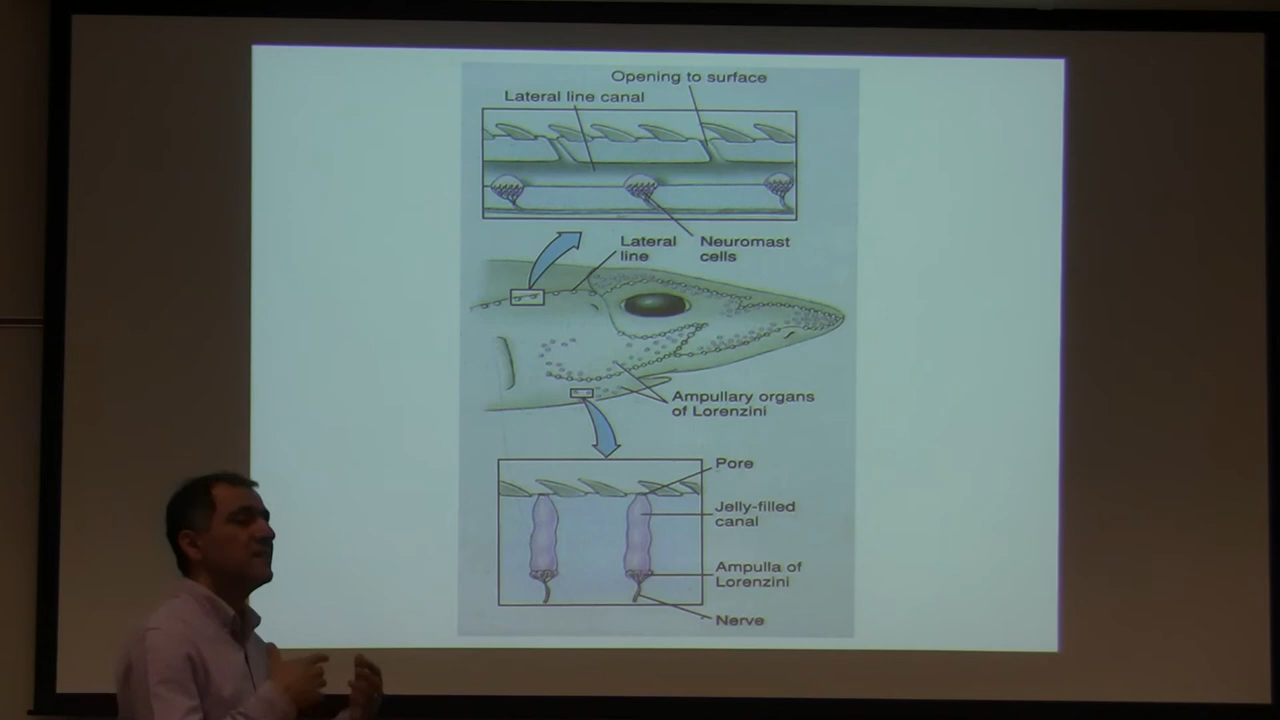 Opening to surface
Lateral line canal
Lateral
line
Neuromast
cells
Ampullary organs
of Lorenzini
Pore
Jelly-filled
canal
Ampulla of
Lorenzini
Nerve